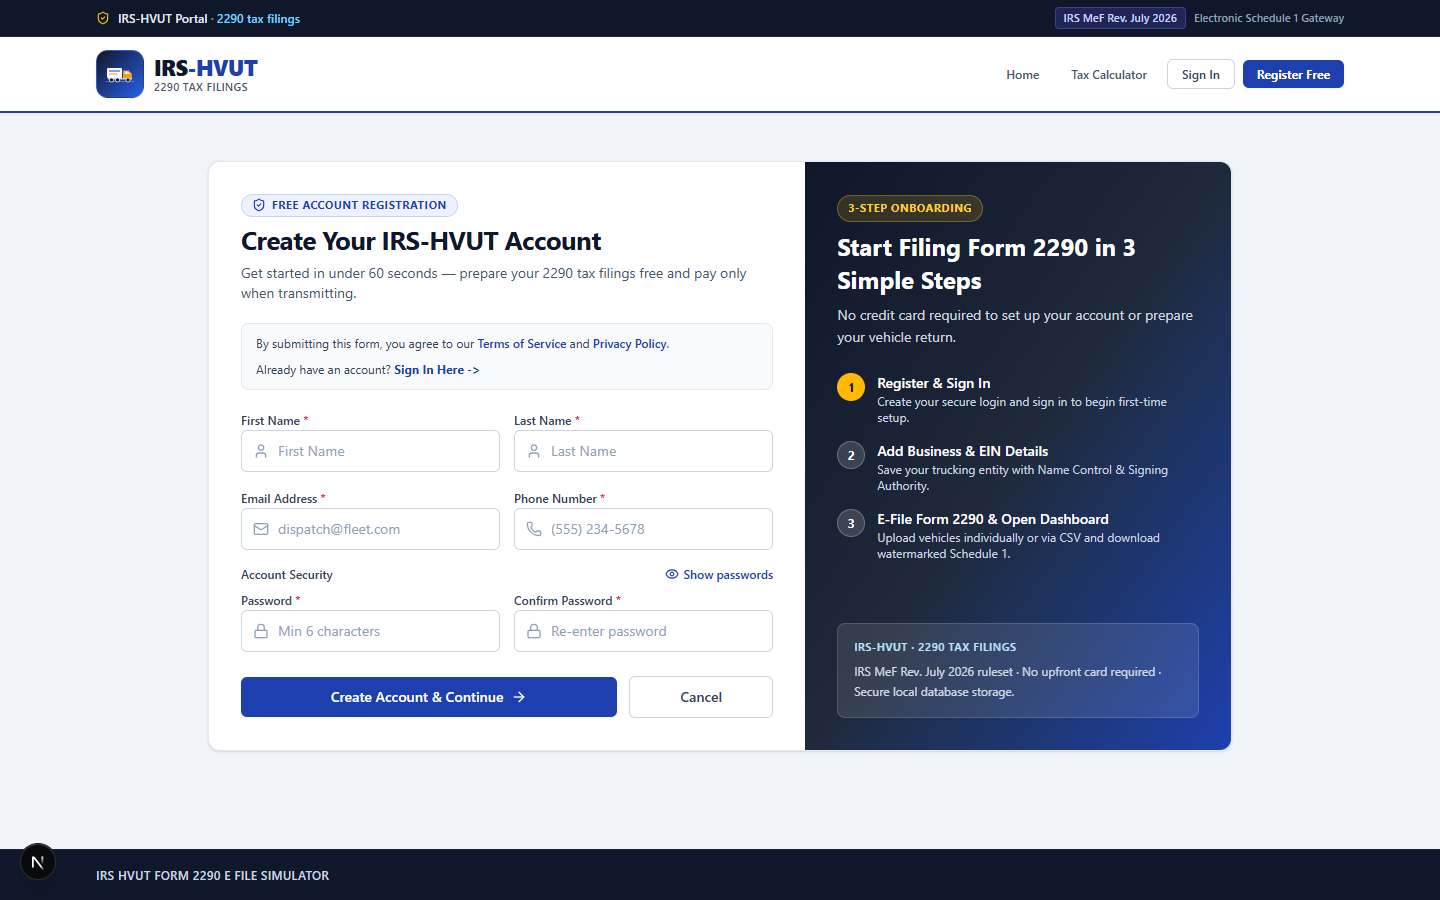 IRS-HVUT Portal · 2290 tax filings
IRS MeF Rev. July 2026
Electronic Schedule 1 Gateway
IRS-HVUT
2290 TAX FILINGS
Home
Tax Calculator
Sign In
Register Free
FREE ACCOUNT REGISTRATION
Create Your IRS-HVUT Account
Get started in under 60 seconds — prepare your 2290 tax filings free and pay only
when transmitting.
By submitting this form, you agree to our Terms of Service and Privacy Policy.
Already have an account? Sign In Here ->
First Name *
Last Name *
First Name
Last Name
Email Address *
Phone Number *
dispatch@fleet.com
(555) 234-5678
Account Security
Show passwords
Password *
Confirm Password *
Min 6 characters
Re-enter password
Create Account & Continue →
Cancel
3-STEP ONBOARDING
Start Filing Form 2290 in 3
Simple Steps
No credit card required to set up your account or prepare
your vehicle return.
1
Register & Sign In
Create your secure login and sign in to begin first-time
setup.
2
Add Business & EIN Details
Save your trucking entity with Name Control & Signing
Authority.
3
E-File Form 2290 & Open Dashboard
Upload vehicles individually or via CSV and download
watermarked Schedule 1.
IRS-HVUT · 2290 TAX FILINGS
IRS MeF Rev. July 2026 ruleset · No upfront card required ·
Secure local database storage.
N
IRS HVUT FORM 2290 E FILE SIMULATOR